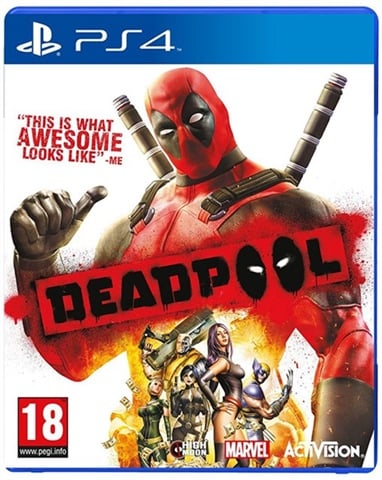 PS4
"THIS IS WHAT
AWESOME
LOOKS LIKE" -ME
DEADPOOL
18
www.pegi.info
HIGH
MOON
MARVEL
ACTIVISION